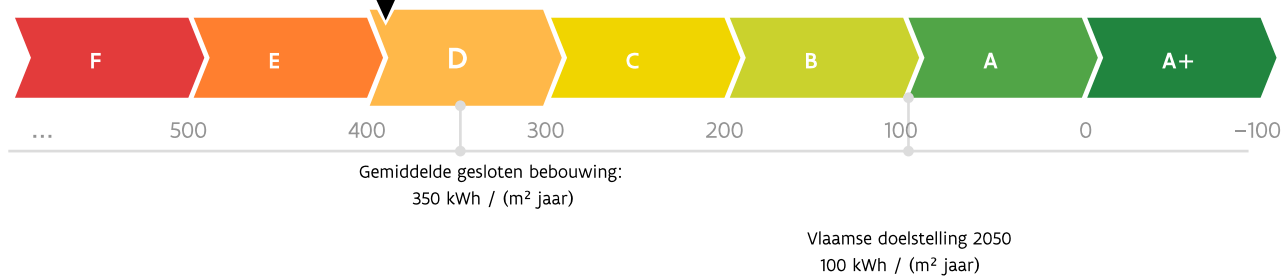 F E D C B A A+
... 500 400 300 200 100 0 –100
Gemiddelde gesloten bebouwing:
350 kWh / (m² jaar)
Vlaamse doelstelling 2050
100 kWh / (m² jaar)